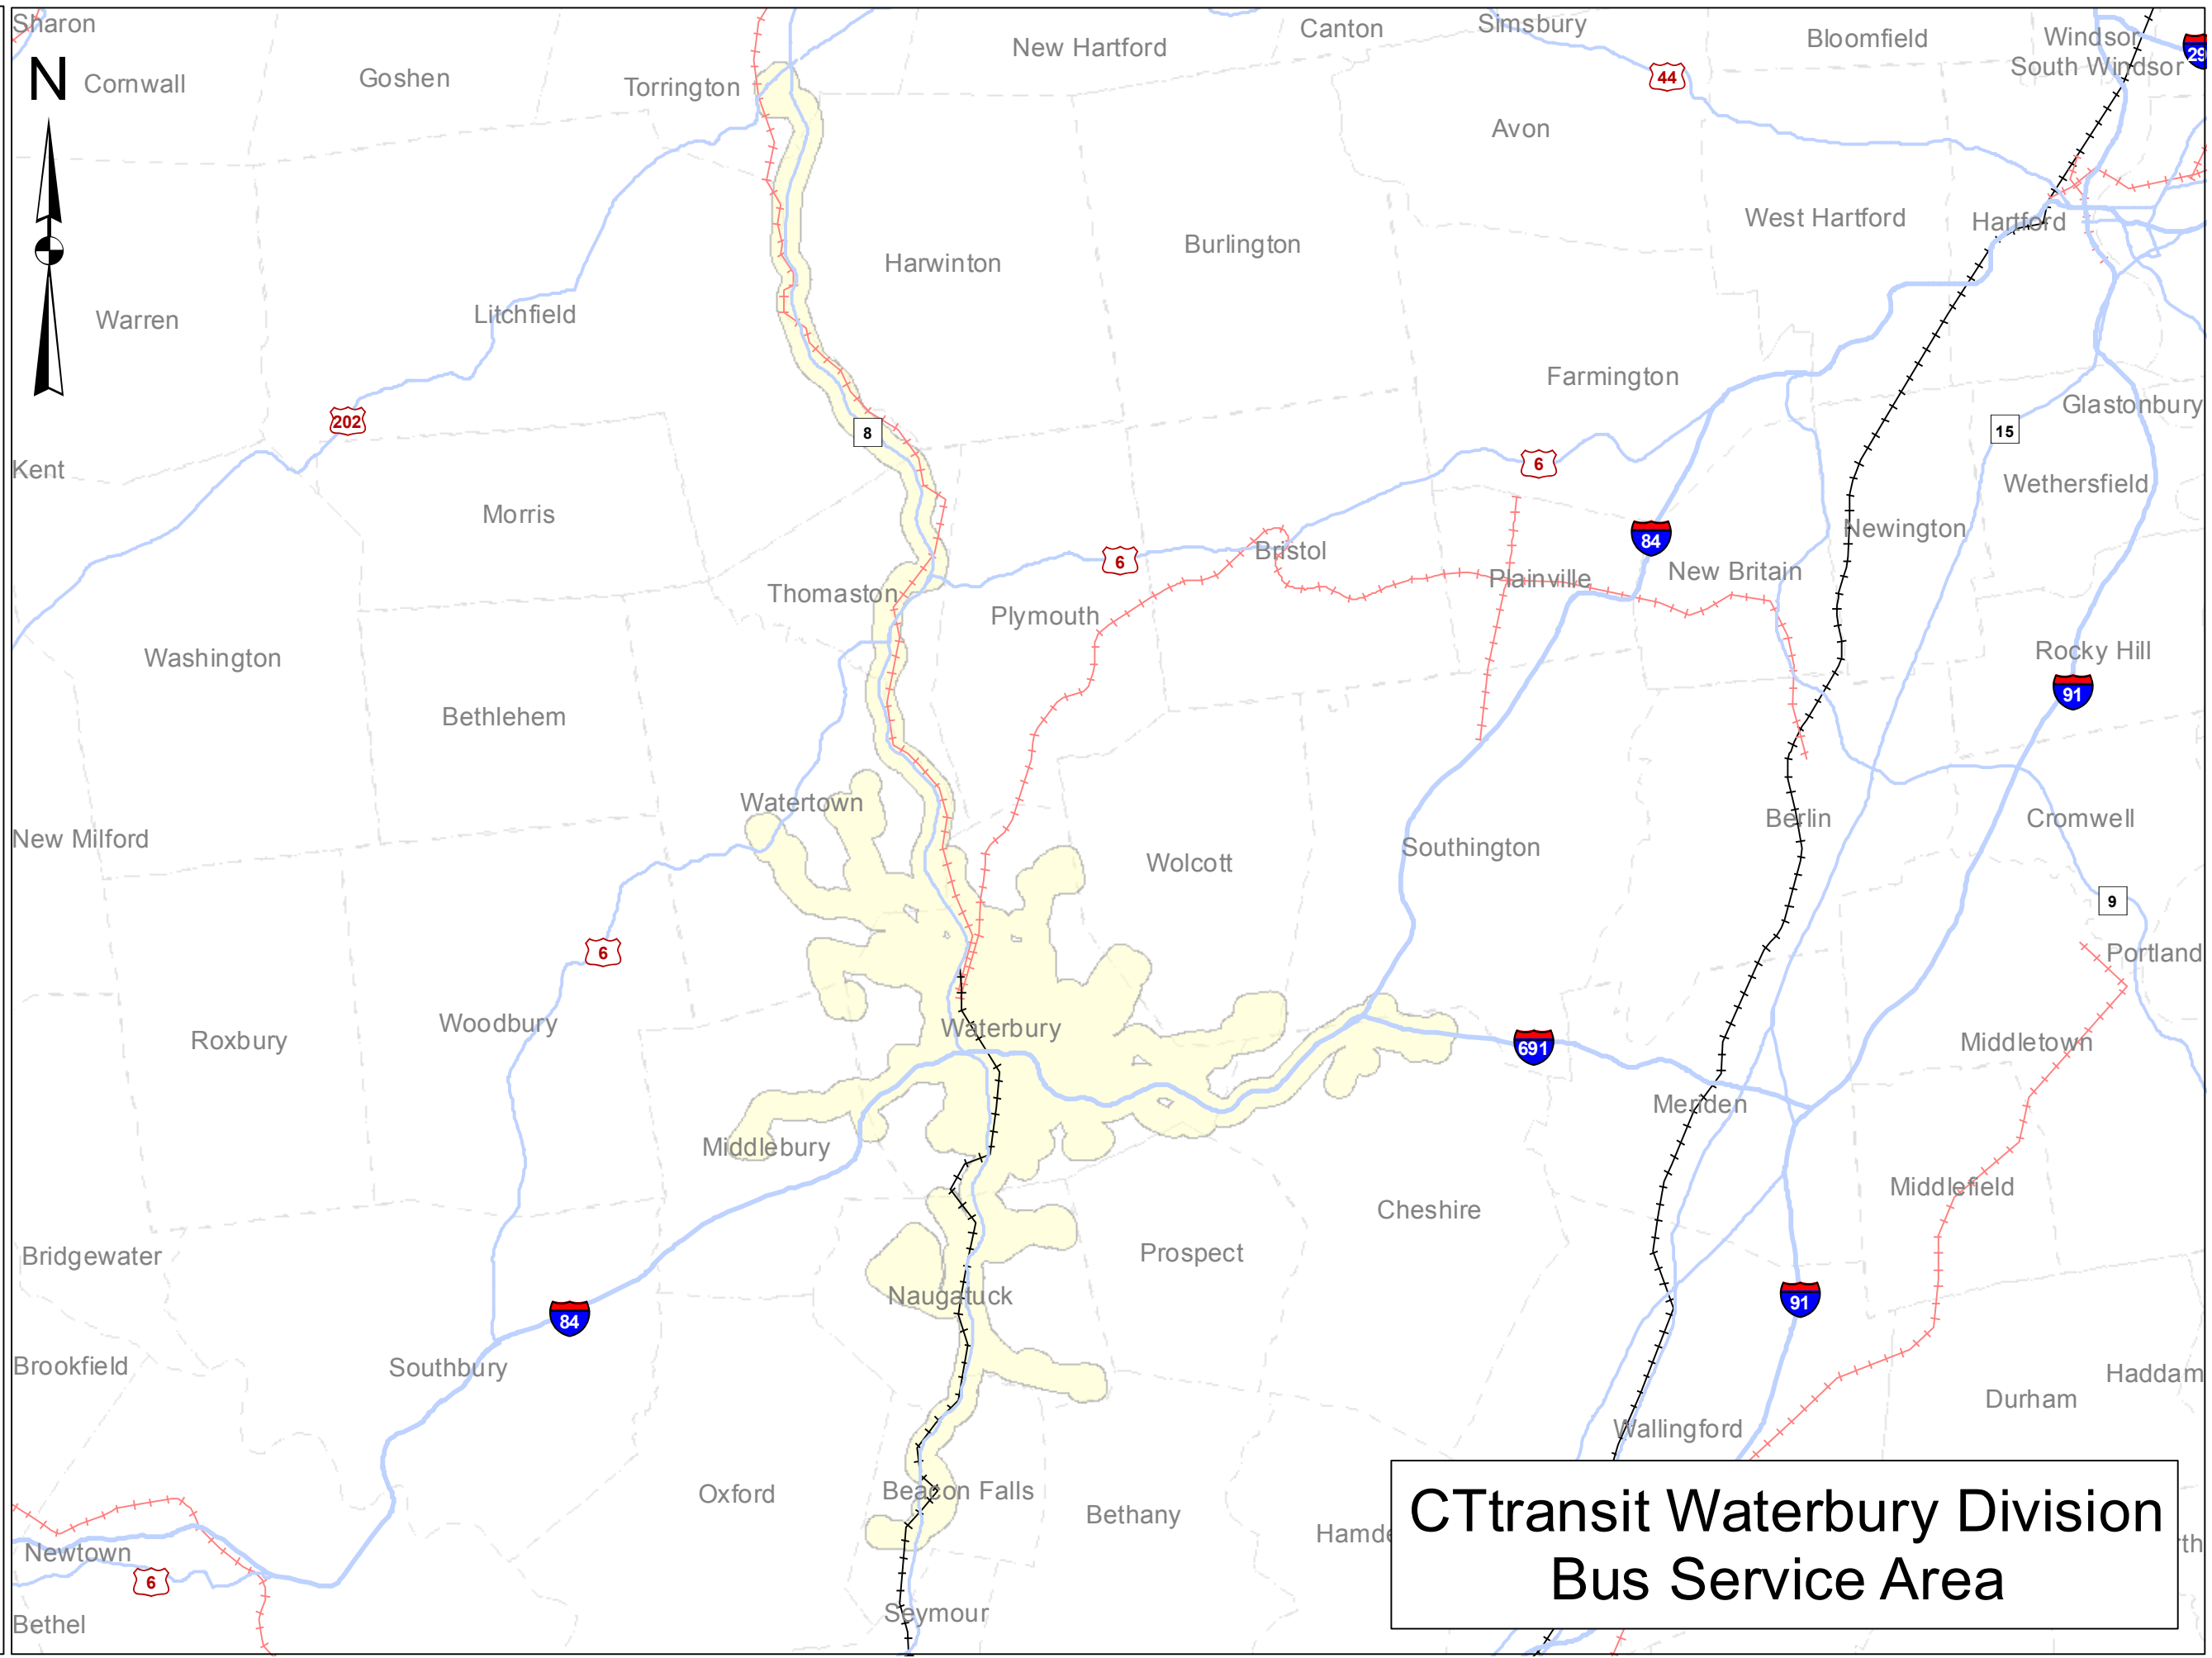 Sharon
Cornwall
Goshen
Torrington
New Hartford
Canton
Simsbury
Bloomfield
Windsor
South Windsor
29
44
N
Avon
West Hartford
Hartford
Harwinton
Burlington
Warren
Litchfield
Farmington
Glastonbury
202
8
15
Kent
6
Wethersfield
Morris
Newington
84
Bristol
6
Plainville
New Britain
Thomaston
Plymouth
Washington
Rocky Hill
91
Bethlehem
Watertown
New Milford
Wolcott
Southington
Berlin
Cromwell
9
6
Portland
Woodbury
Roxbury
Waterbury
691
Middletown
Meriden
Middlebury
Middlefield
Cheshire
Bridgewater
Prospect
Naugatuck
84
91
Brookfield
Southbury
Haddam
Durham
Wallingford
Oxford
Beacon Falls
Bethany
Hamde
rth
CTtransit Waterbury Division
Bus Service Area
Newtown
6
Bethel
Seymour